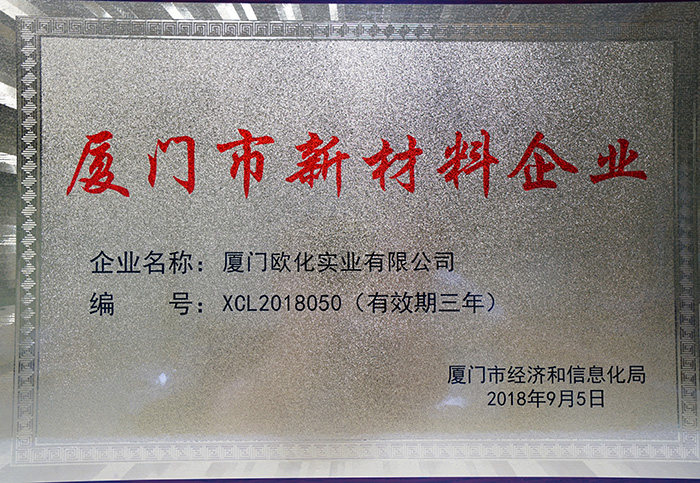 厦门市新材料企业
企业名称：厦门欧化实业有限公司
编　　号：XCL2018050（有效期三年）
厦门市经济和信息化局
2018年9月5日